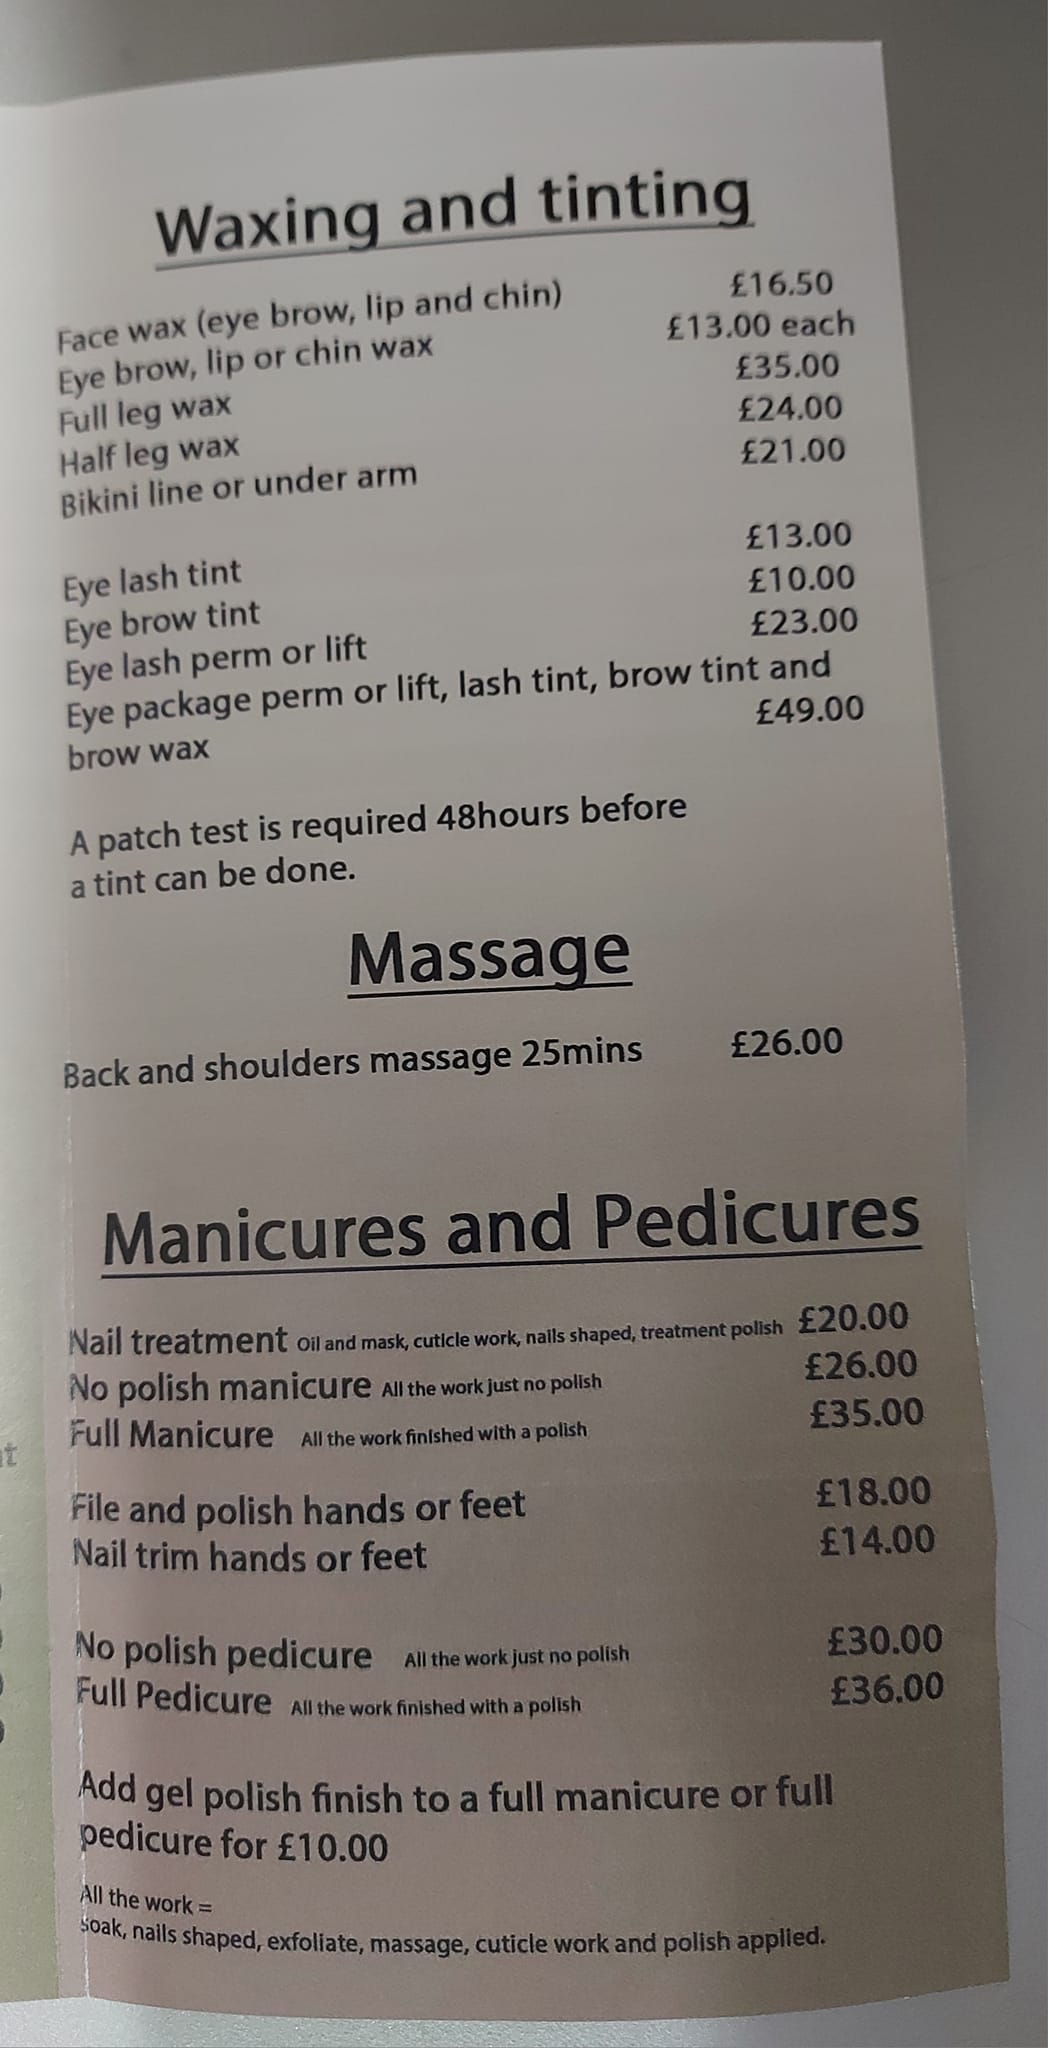 Waxing and tinting
Face wax (eye brow, lip and chin) £16.50
Eye brow, lip or chin wax £13.00 each
Full leg wax £35.00
Half leg wax £24.00
Bikini line or under arm £21.00
Eye lash tint £13.00
Eye brow tint £10.00
Eye lash perm or lift £23.00
Eye package perm or lift, lash tint, brow tint and
brow wax £49.00
A patch test is required 48hours before
a tint can be done.
Massage
Back and shoulders massage 25mins £26.00
Manicures and Pedicures
Nail treatment Oil and mask, cuticle work, nails shaped, treatment polish £20.00
No polish manicure All the work just no polish £26.00
Full Manicure All the work finished with a polish £35.00
File and polish hands or feet £18.00
Nail trim hands or feet £14.00
No polish pedicure All the work just no polish £30.00
Full Pedicure All the work finished with a polish £36.00
Add gel polish finish to a full manicure or full
pedicure for £10.00
All the work =
soak, nails shaped, exfoliate, massage, cuticle work and polish applied.